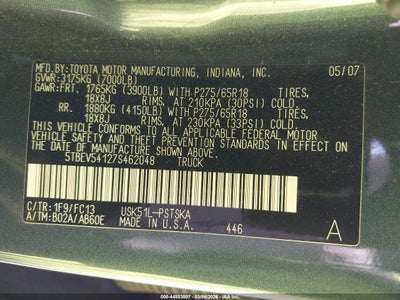 MFD.BY:TOYOTA MOTOR MANUFACTURING, INDIANA, INC. 05/07
GVWR:3175KG (7000LB)
GAWR:FRT. 1765KG (3900LB) WITH P275/65R18 TIRES,
18X8J RIMS, AT 210KPA (30PSI) COLD
RR. 1880KG (4150LB) WITH P275/65R18 TIRES,
18X8J RIMS, AT 230KPA (33PSI) COLD
THIS VEHICLE CONFORMS TO ALL APPLICABLE FEDERAL MOTOR
VEHICLE SAFETY AND THEFT PREVENTION STANDARDS IN EFFECT ON
THE DATE OF MANUFACTURE SHOWN ABOVE.
5TBEV54127S462048 TRUCK
C/TR:1F9/FC13 USK51L-PSTSKA
A/TM:B02A/AB60E MADE IN U.S.A. 446 A